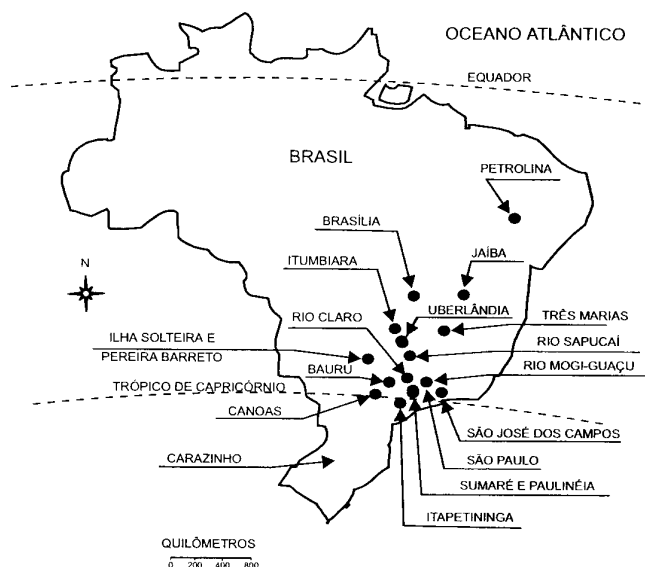 OCEANO ATLÂNTICO
EQUADOR
BRASIL
PETROLINA
BRASÍLIA
JAÍBA
ITUMBIARA
N
UBERLÂNDIA
TRÊS MARIAS
RIO CLARO
ILHA SOLTEIRA E
PEREIRA BARRETO
RIO SAPUCAÍ
BAURU
RIO MOGI-GUAÇU
TRÓPICO DE CAPRICÓRNIO
CANOAS
SÃO JOSÉ DOS CAMPOS
CARAZINHO
SÃO PAULO
SUMARÉ E PAULINÉIA
ITAPETININGA
QUILÔMETROS
0 200 400 800